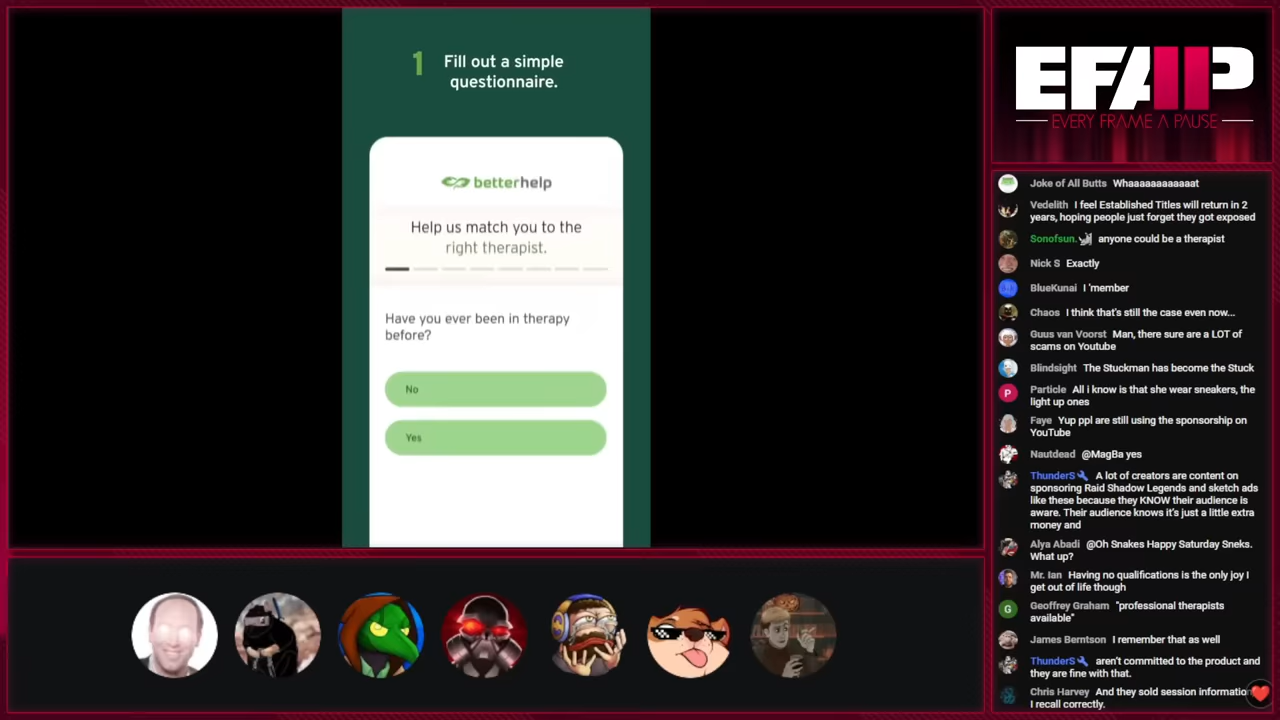 1
Fill out a simple
questionnaire.
betterhelp
Help us match you to the
right therapist.
Have you ever been in therapy
before?
No
Yes
EFAP
EVERY FRAME A PAUSE
Joke of All Butts Whaaaaaaaaaaat
Vedelith I feel Established Titles will return in 2
years, hoping people just forget they got exposed
Sonofsun. anyone could be a therapist
Nick S Exactly
BlueKunai I 'member
Chaos I think that's still the case even now...
Guus van Voorst Man, there sure are a LOT of
scams on Youtube
Blindsight The Stuckman has become the Stuck
P
Particle All i know is that she wear sneakers, the
light up ones
Faye Yup ppl are still using the sponsorship on
YouTube
Nautdead @MagBa yes
ThunderS A lot of creators are content on
sponsoring Raid Shadow Legends and sketch ads
like these because they KNOW their audience is
aware. Their audience knows it's just a little extra
money and
Alya Abadi @Oh Snakes Happy Saturday Sneks.
What up?
Mr. Ian Having no qualifications is the only joy I
get out of life though
G
Geoffrey Graham "professional therapists
available"
James Berntson I remember that as well
ThunderS aren't committed to the product and
they are fine with that.
Chris Harvey And they sold session information
I recall correctly.